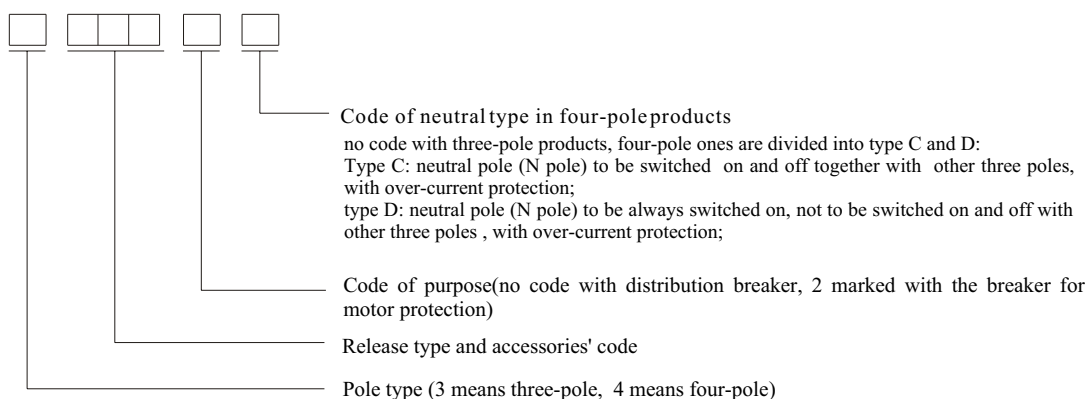 Code of neutral type in four-pole products
no code with three-pole products, four-pole ones are divided into type C and D:
Type C: neutral pole (N pole) to be switched on and off together with other three poles,
with over-current protection;
type D: neutral pole (N pole) to be always switched on, not to be switched on and off with
other three poles , with over-current protection;
Code of purpose(no code with distribution breaker, 2 marked with the breaker for
motor protection)
Release type and accessories' code
Pole type (3 means three-pole, 4 means four-pole)